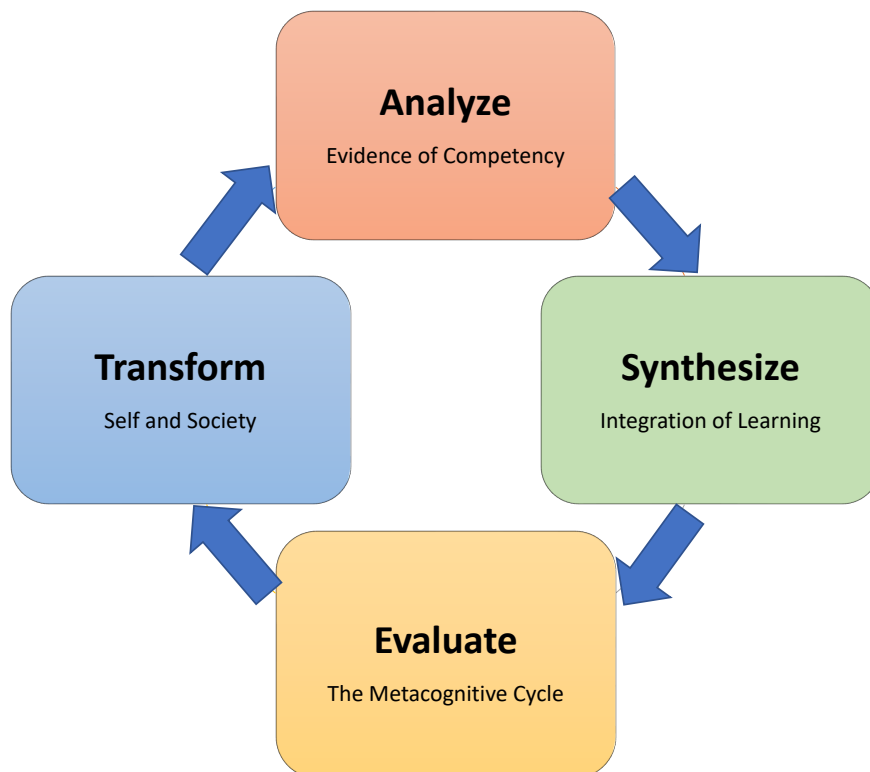 Analyze
Evidence of Competency
Transform
Self and Society
Synthesize
Integration of Learning
Evaluate
The Metacognitive Cycle